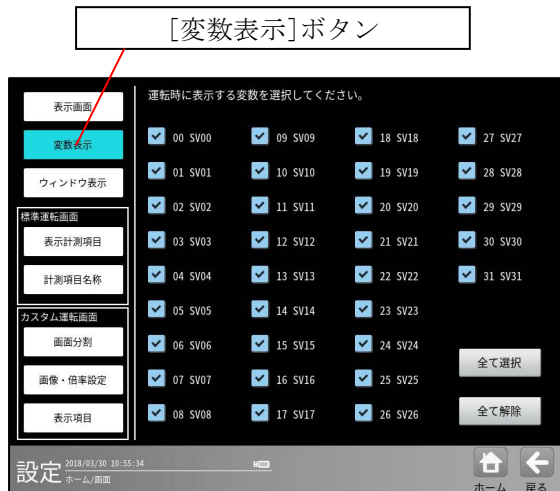 [変数表示]ボタン
運転時に表示する変数を選択してください。
表示画面
変数表示
ウィンドウ表示
標準運転画面
表示計測項目
計測項目名称
カスタム運転画面
画面分割
画像・倍率設定
表示項目
00 SV00
01 SV01
02 SV02
03 SV03
04 SV04
05 SV05
06 SV06
07 SV07
08 SV08
09 SV09
10 SV10
11 SV11
12 SV12
13 SV13
14 SV14
15 SV15
16 SV16
17 SV17
18 SV18
19 SV19
20 SV20
21 SV21
22 SV22
23 SV23
24 SV24
25 SV25
26 SV26
27 SV27
28 SV28
29 SV29
30 SV30
31 SV31
全て選択
全て解除
設定
2018/03/30 10:55:34
ホーム/画面
ホーム
戻る